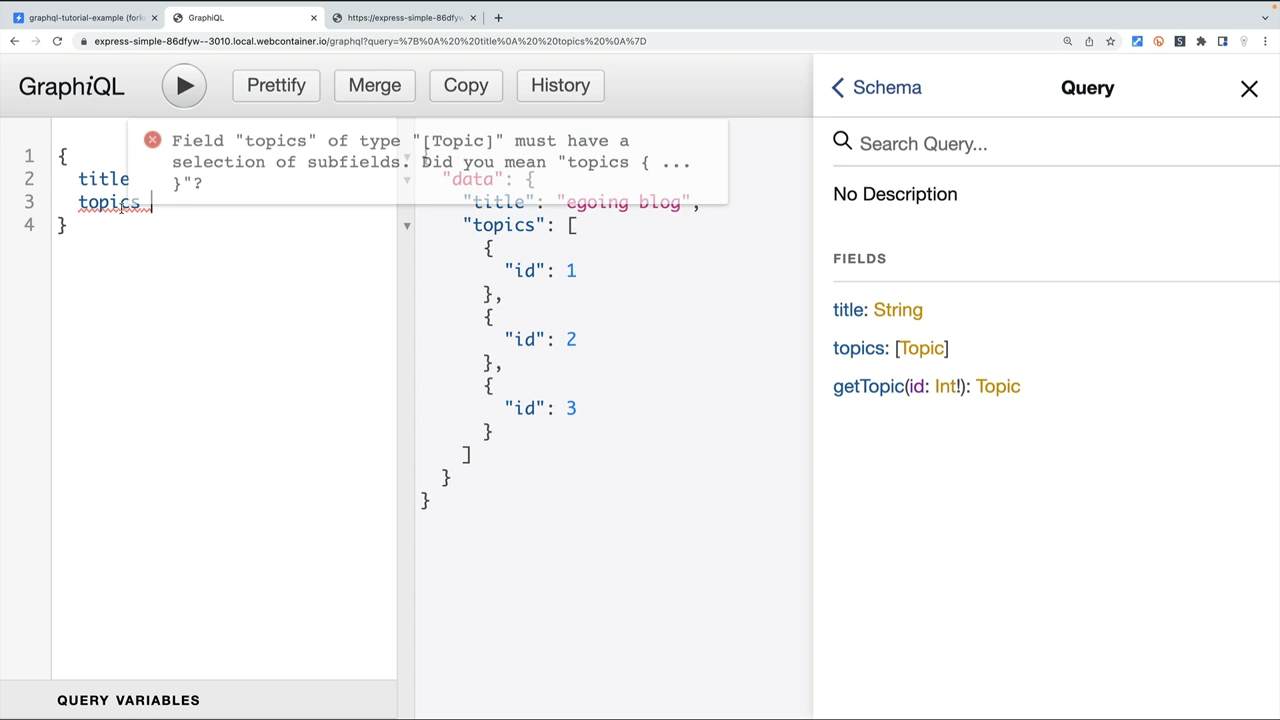 graphql-tutorial-example (fork
GraphiQL
https://express-simple-86dfyw--
express-simple-86dfyw--3010.local.webcontainer.io/graphql?query=%7B%0A%20%20title%0A%20%20topics%20%0A%7D
GraphiQL
Prettify
Merge
Copy
History
Schema
Query
Field "topics" of type "[Topic]" must have a
selection of subfields. Did you mean "topics { ...
}"?
1 {
2 title
3 topics
4 }
"data": {
"title": "egoing blog",
"topics": [
{
"id": 1
},
{
"id": 2
},
{
"id": 3
}
]
}
}
Search Query...
No Description
FIELDS
title: String
topics: [Topic]
getTopic(id: Int!): Topic
QUERY VARIABLES